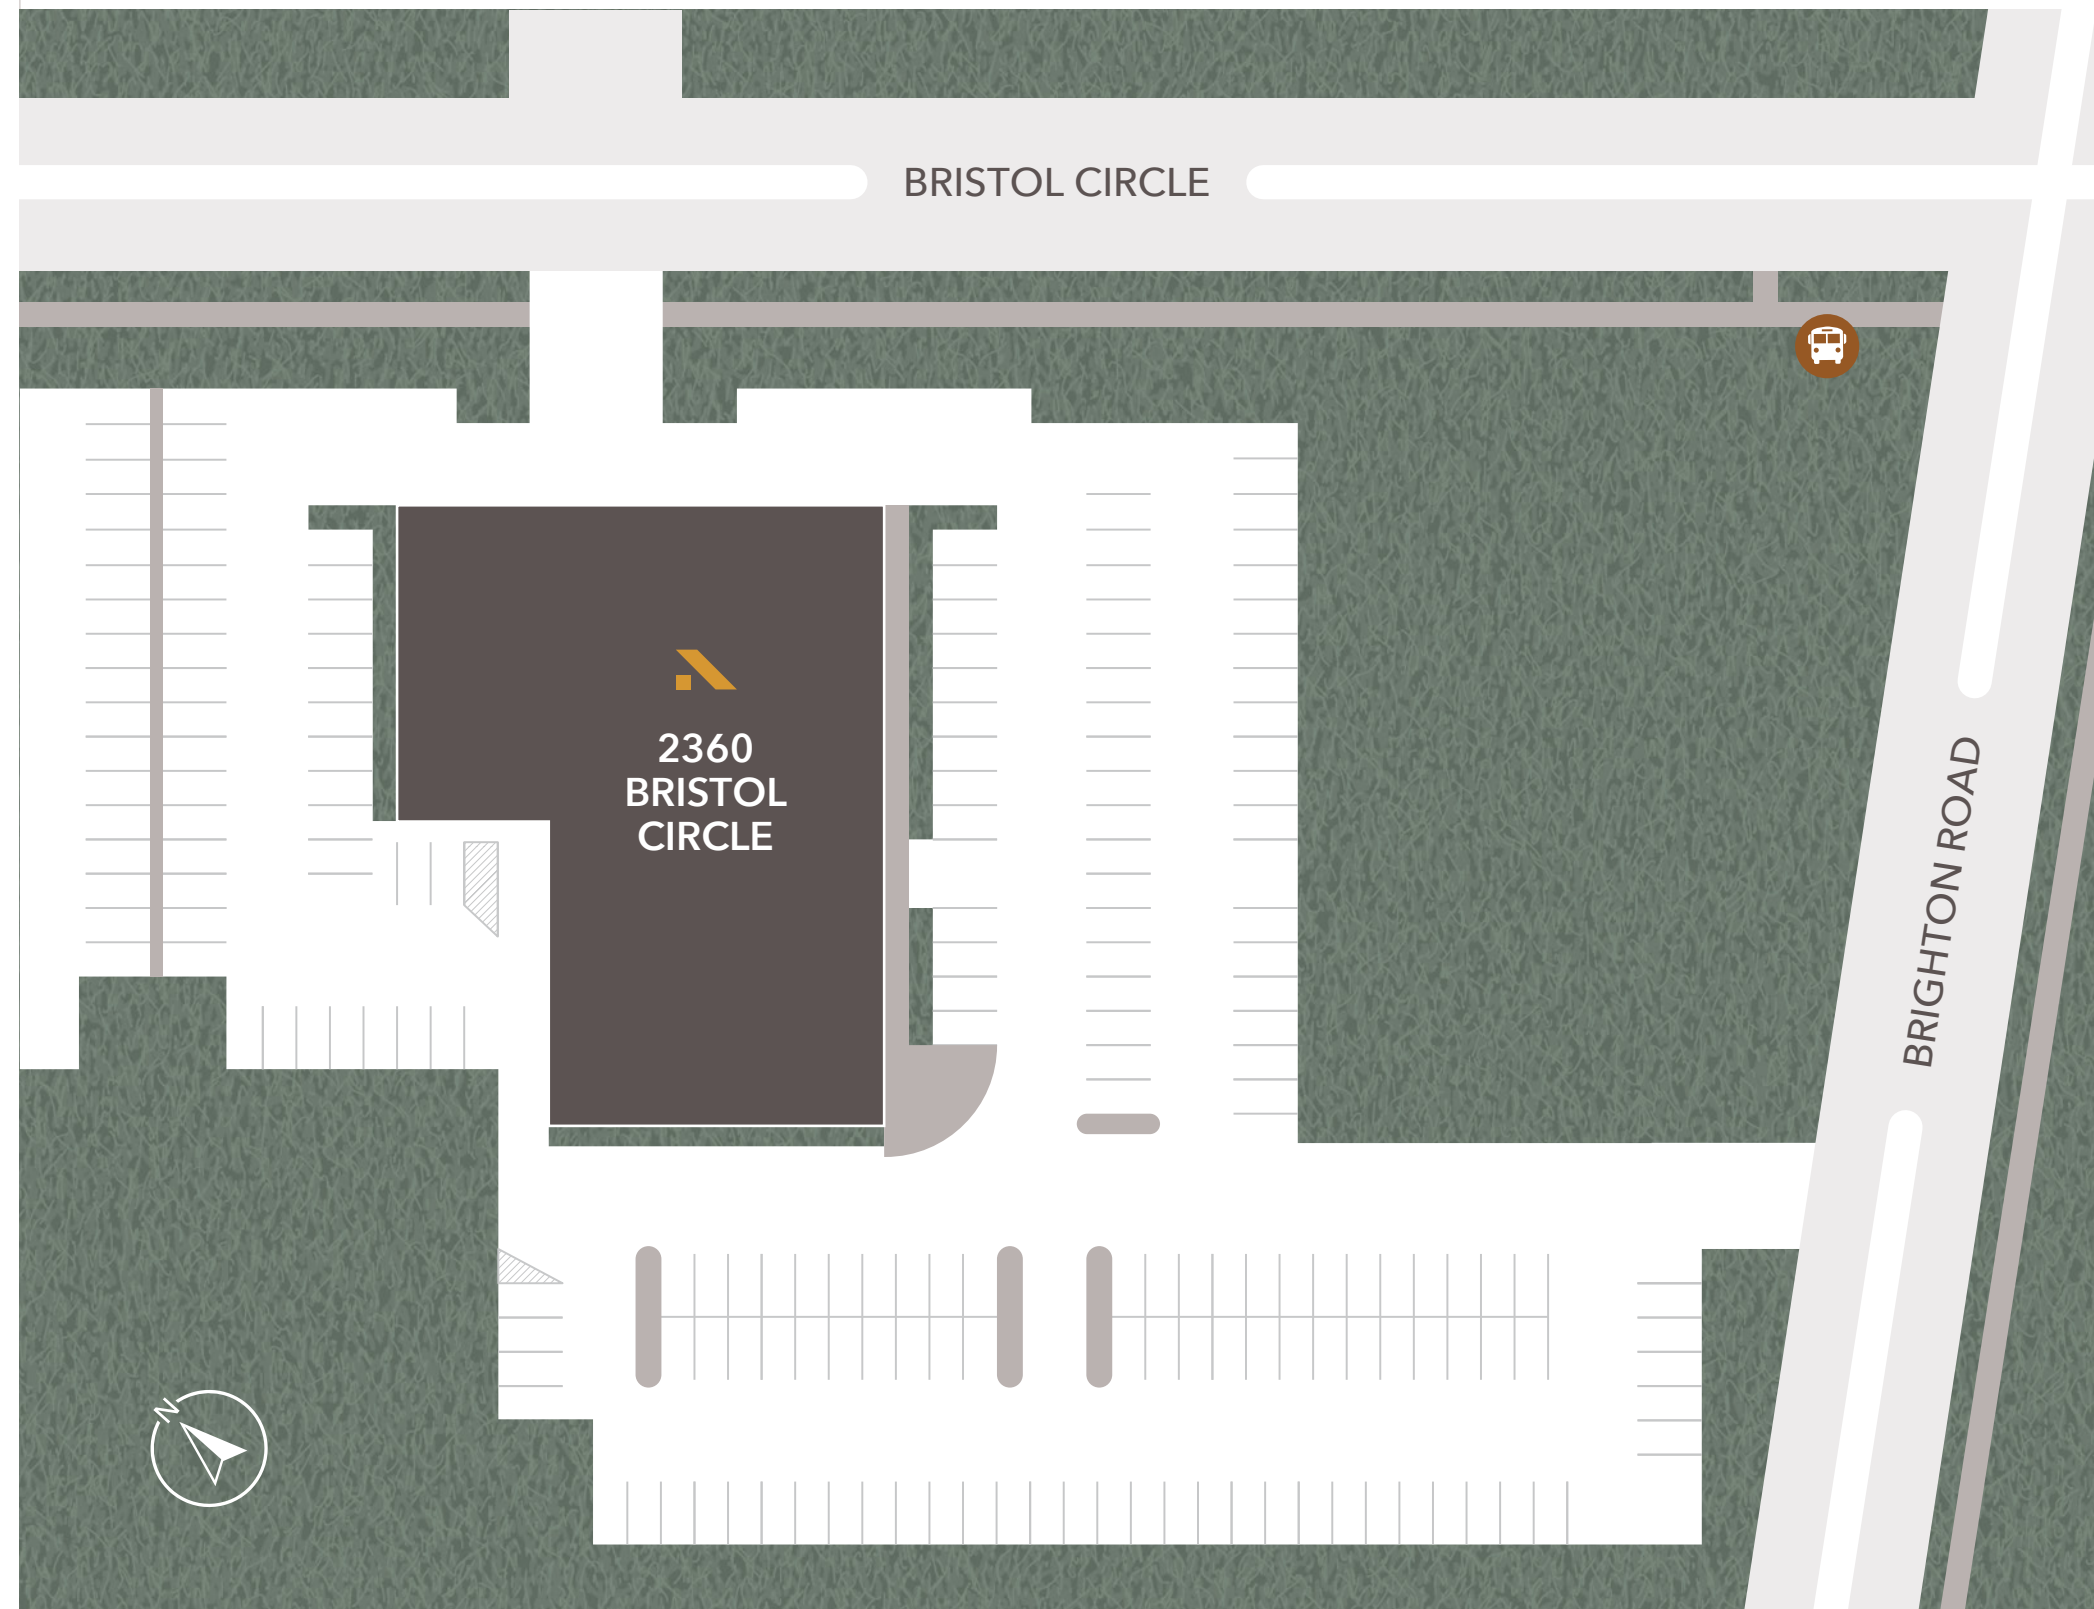 BRISTOL CIRCLE
2360
BRISTOL
CIRCLE
BRIGHTON ROAD
N